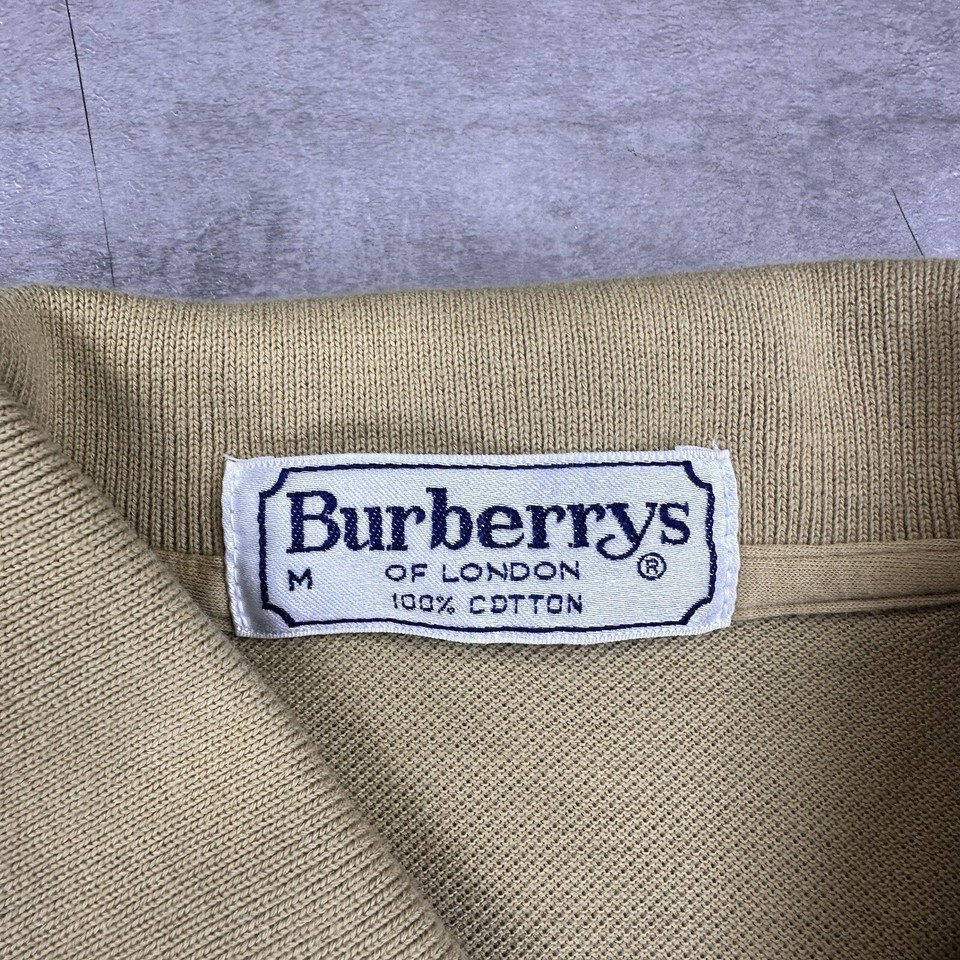 Burberrys
M OF LONDON ®
100% COTTON